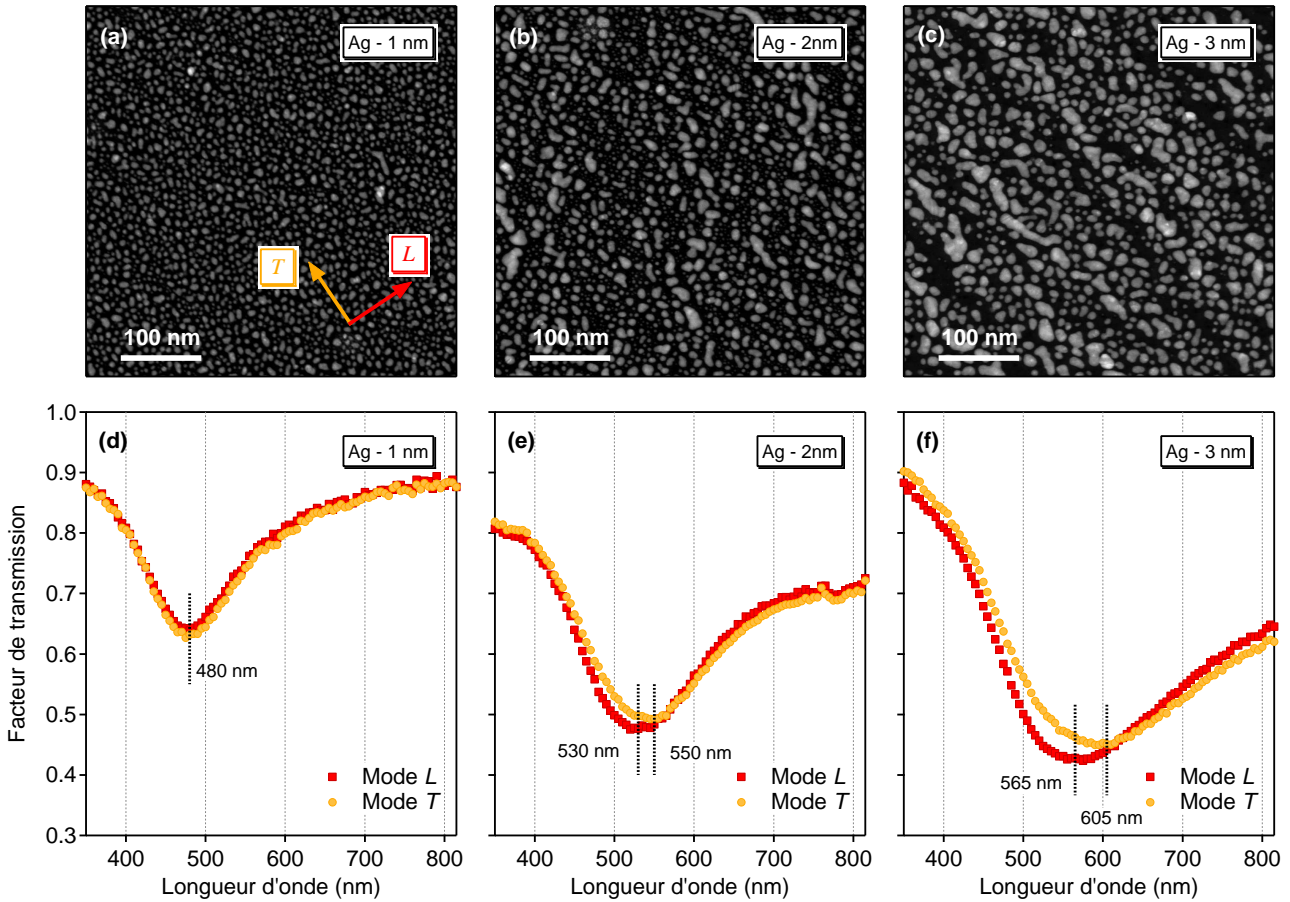 (a)
Ag - 1 nm
T
L
100 nm
(b)
Ag - 2nm
100 nm
(c)
Ag - 3 nm
100 nm
Facteur de transmission
1.0
0.9
0.8
0.7
0.6
0.5
0.4
0.3
(d)
Ag - 1 nm
480 nm
Mode L
Mode T
400 500 600 700 800
Longueur d'onde (nm)
(e)
Ag - 2nm
530 nm
550 nm
Mode L
Mode T
400 500 600 700 800
Longueur d'onde (nm)
(f)
Ag - 3 nm
565 nm
605 nm
Mode L
Mode T
400 500 600 700 800
Longueur d'onde (nm)